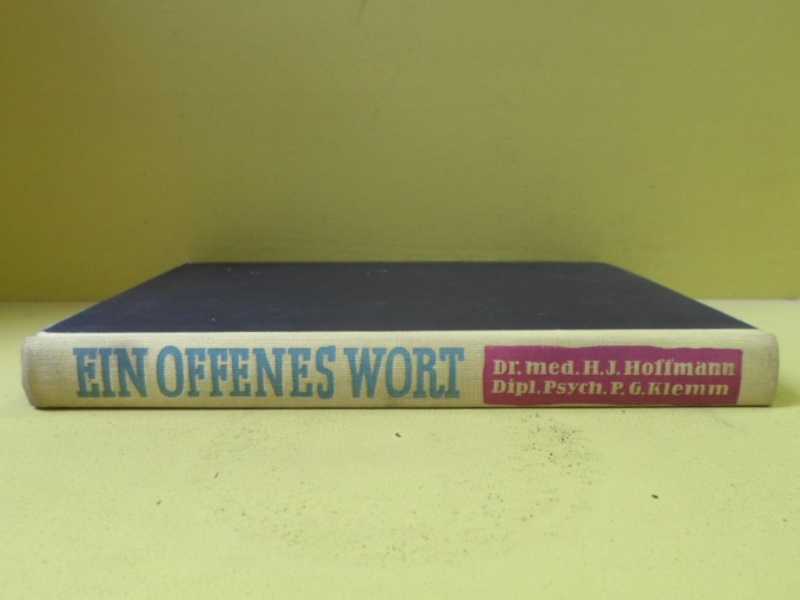 EIN OFFENES WORT
Dr. med. H. J. Hoffmann
Dipl. Psych. P. G. Klemm